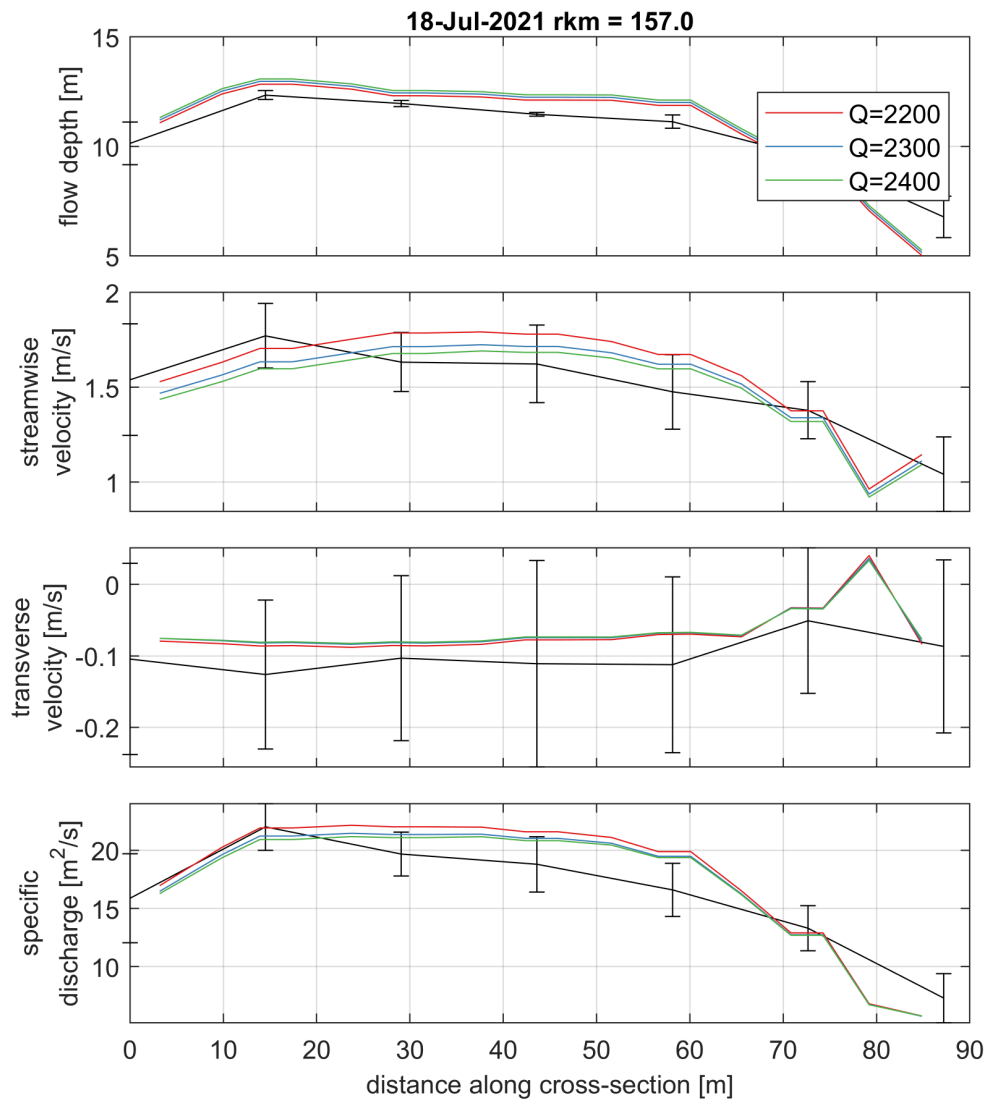 18-Jul-2021 rkm = 157.0
15
10
5
flow depth [m]
Q=2200
Q=2300
Q=2400
2
1.5
1
streamwise
velocity [m/s]
0
-0.1
-0.2
transverse
velocity [m/s]
20
15
10
specific
discharge [m²/s]
0 10 20 30 40 50 60 70 80 90
distance along cross-section [m]